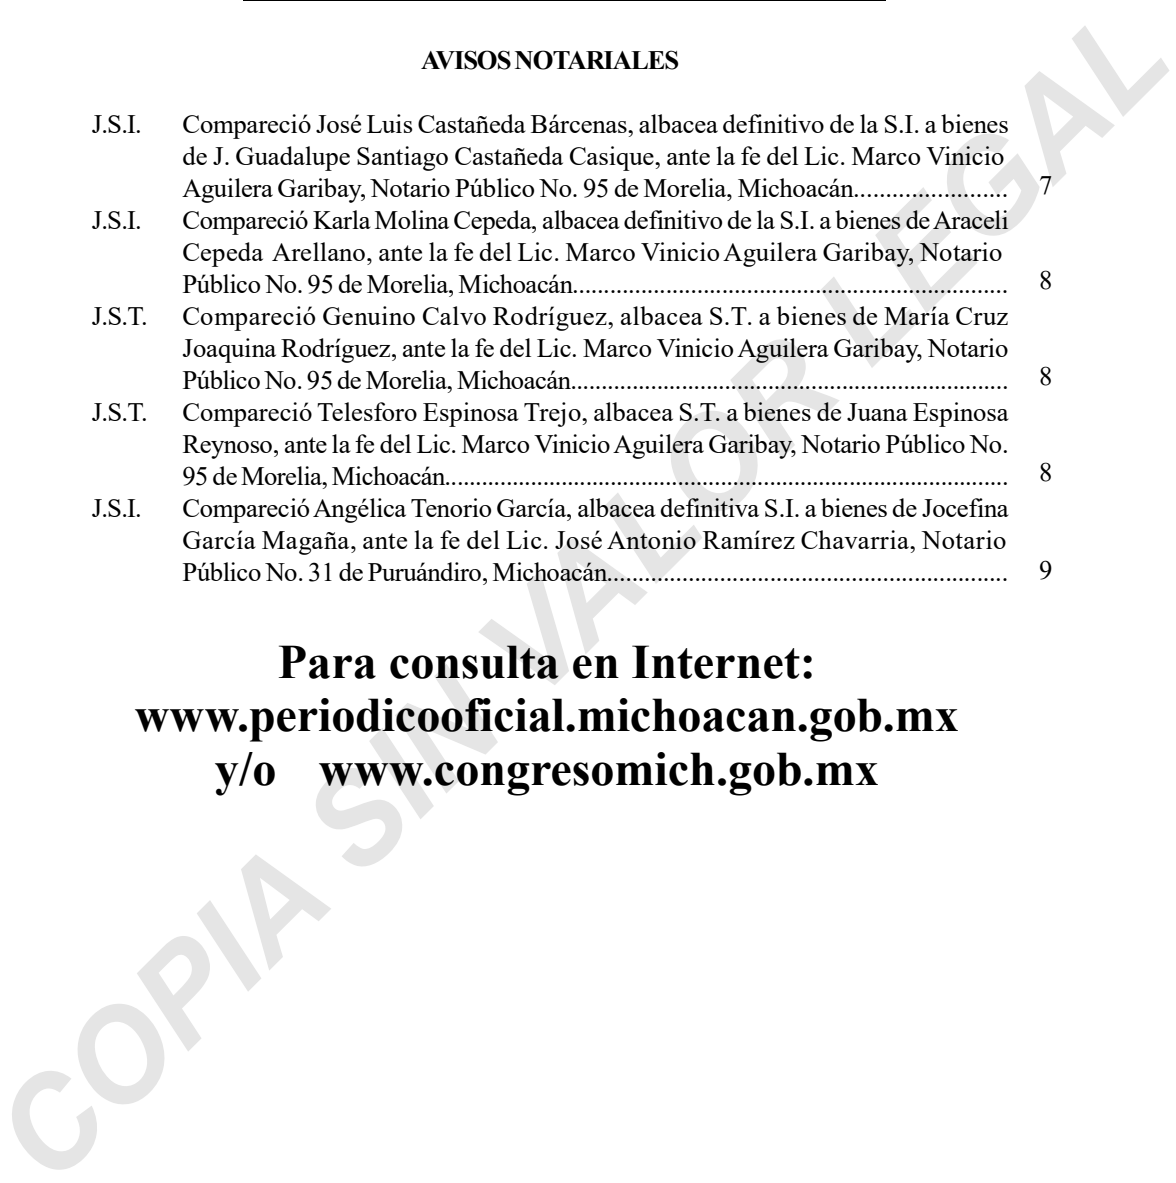 AVISOS NOTARIALES
J.S.I. Compareció José Luis Castañeda Bárcenas, albacea definitivo de la S.I. a bienes
de J. Guadalupe Santiago Castañeda Casique, ante la fe del Lic. Marco Vinicio
Aguilera Garibay, Notario Público No. 95 de Morelia, Michoacán........................ 7
J.S.I. Compareció Karla Molina Cepeda, albacea definitivo de la S.I. a bienes de Araceli
Cepeda Arellano, ante la fe del Lic. Marco Vinicio Aguilera Garibay, Notario
Público No. 95 de Morelia, Michoacán..................................................................... 8
J.S.T. Compareció Genuino Calvo Rodríguez, albacea S.T. a bienes de María Cruz
Joaquina Rodríguez, ante la fe del Lic. Marco Vinicio Aguilera Garibay, Notario
Público No. 95 de Morelia, Michoacán..................................................................... 8
J.S.T. Compareció Telesforo Espinosa Trejo, albacea S.T. a bienes de Juana Espinosa
Reynoso, ante la fe del Lic. Marco Vinicio Aguilera Garibay, Notario Público No.
95 de Morelia, Michoacán......................................................................................... 8
J.S.I. Compareció Angélica Tenorio García, albacea definitiva S.I. a bienes de Jocefina
García Magaña, ante la fe del Lic. José Antonio Ramírez Chavarria, Notario
Público No. 31 de Puruándiro, Michoacán............................................................... 9
Para consulta en Internet:
www.periodicooficial.michoacan.gob.mx
y/o www.congresomich.gob.mx
COPIA SIN VALOR LEGAL